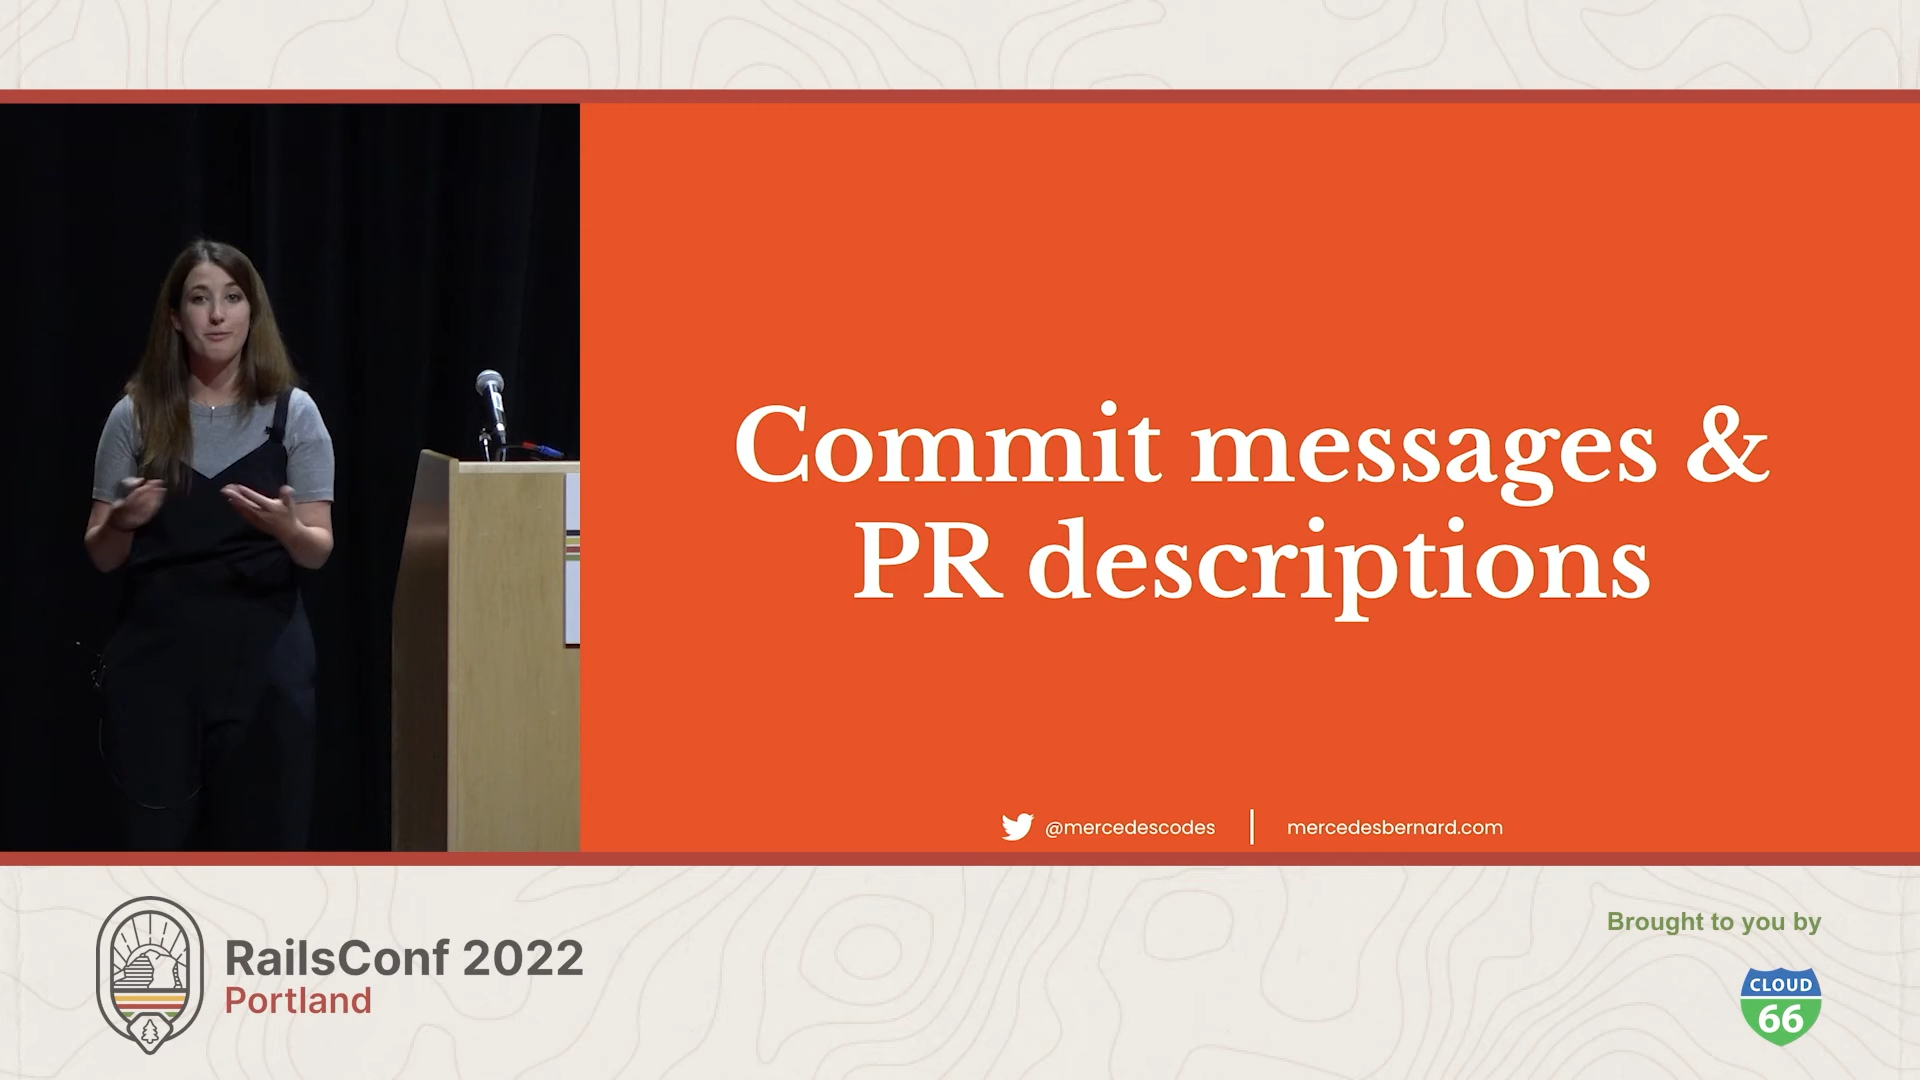 Commit messages &
PR descriptions
@mercedescodes
mercedesbernard.com
RailsConf 2022
Portland
Brought to you by
CLOUD
66